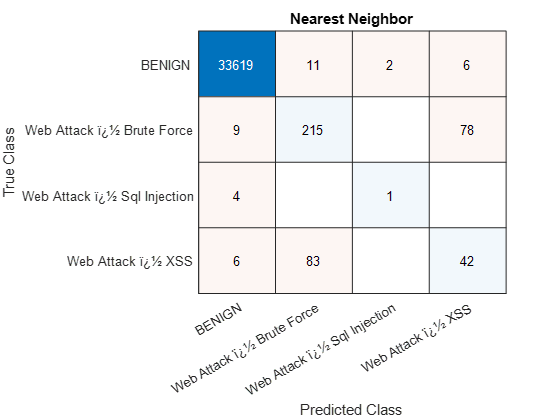 Nearest Neighbor
True Class
BENIGN 33619 11 2 6
Web Attack ï¿½ Brute Force 9 215 78
Web Attack ï¿½ Sql Injection 4 1
Web Attack ï¿½ XSS 6 83 42
BENIGN
Web Attack ï¿½ Brute Force
Web Attack ï¿½ Sql Injection
Web Attack ï¿½ XSS
Predicted Class